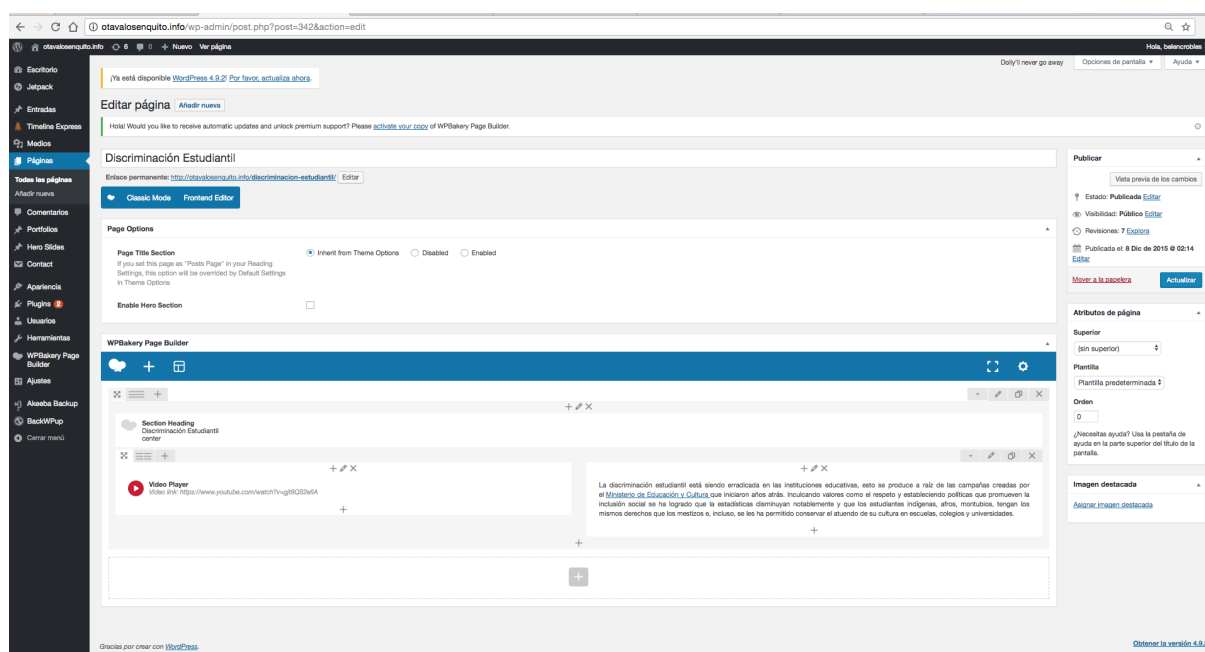 otavalosenquito.info/wp-admin/post.php?post=342&action=edit
otavalosenquito.info 6 0 + Nuevo Ver página
Hola, belencrobles
Escritorio
Jetpack
Entradas
Timeline Express
Medios
Páginas
Todas las páginas
Añadir nueva
Comentarios
Portfolios
Hero Slides
Contact
Apariencia
Plugins 2
Usuarios
Herramientas
WPBakery Page
Builder
Ajustes
Akeeba Backup
BackWPup
Cerrar menú
Dolly'll never go away
Opciones de pantalla
Ayuda
¡Ya está disponible WordPress 4.9.2! Por favor, actualiza ahora.
Editar página Añadir nueva
Hola! Would you like to receive automatic updates and unlock premium support? Please activate your copy of WPBakery Page Builder.
Discriminación Estudiantil
Enlace permanente: http://otavalosenquito.info/discriminacion-estudiantil/ Editar
Classic Mode Frontend Editor
Page Options
Page Title Section
If you set this page as "Posts Page" in your Reading
Settings, this option will be overrided by Default Settings
in Theme Options
Inherit from Theme Options Disabled Enabled
Enable Hero Section
WPBakery Page Builder
Section Heading
Discriminación Estudiantil
center
Video Player
Video link: https://www.youtube.com/watch?v=
La discriminación estudiantil está siendo erradicada en las instituciones educativas, esto se produce a raíz de las campañas creadas por
el Ministerio de Educación y Cultura que iniciaron años atrás. Inculcando valores como el respeto y estableciendo políticas que promueven la
inclusión social se ha logrado que la estadísticas disminuyan notablemente y que los estudiantes indígenas, afros, montubios, tengan los
mismos derechos que los mestizos e, incluso, se les ha permitido conservar el atuendo de su cultura en escuelas, colegios y universidades.
Publicar
Vista previa de los cambios
Estado: Publicada Editar
Visibilidad: Público Editar
Revisiones: 7 Explora
Publicada el: 8 Dic de 2015 @ 02:14
Editar
Mover a la papelera Actualizar
Atributos de página
Superior
(sin superior)
Plantilla
Plantilla predeterminada
Orden
0
¿Necesitas ayuda? Usa la pestaña de
ayuda en la parte superior del título de la
pantalla.
Imagen destacada
Asignar imagen destacada
Gracias por crear con WordPress.
Obtener la versión 4.9.